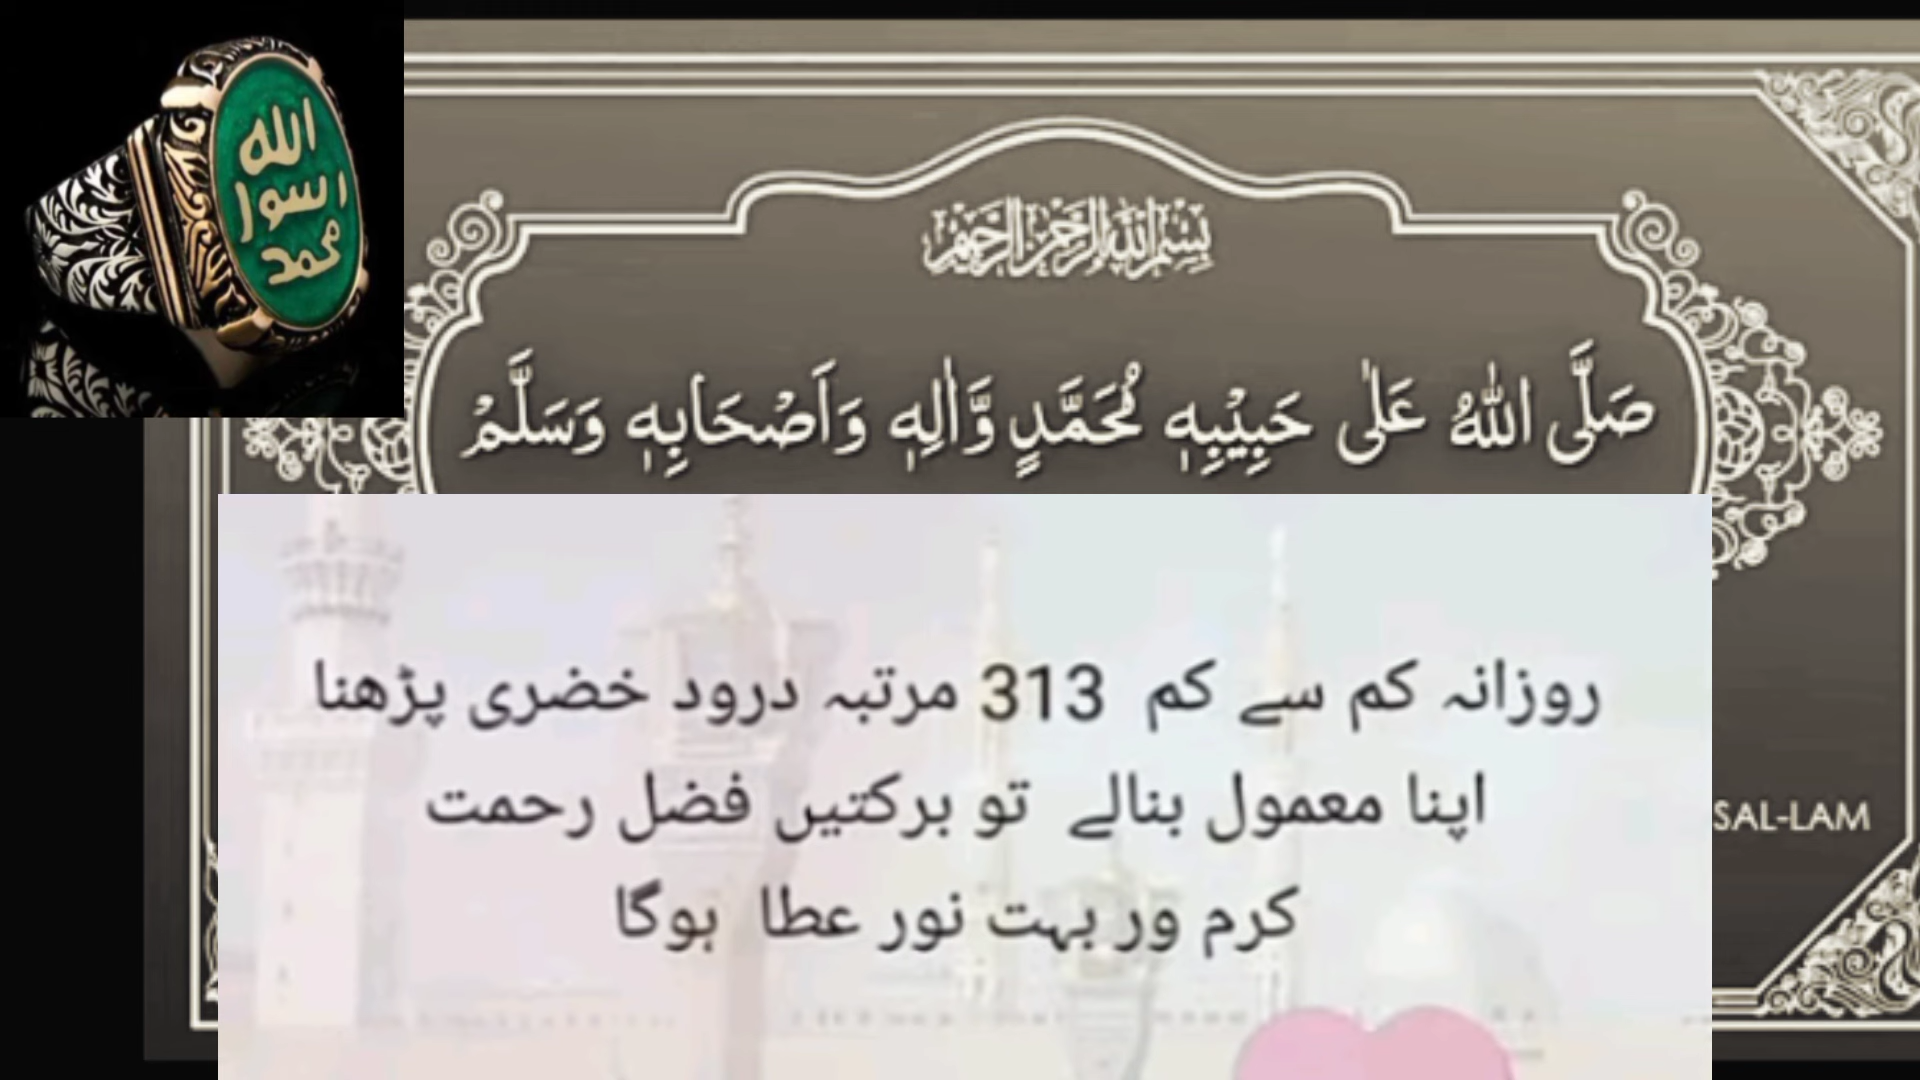 الله
رسول
محمد
بسم الله الرحمن الرحيم
صَلَّى اللهُ عَلٰى حَبِيْبِهٖ مُحَمَّدٍ وَّاٰلِهٖ وَاَصْحَابِهٖ وَسَلَّمْ
روزانہ کم سے کم 313 مرتبہ درود خضری پڑھنا
اپنا معمول بنالے تو برکتیں فضل رحمت
کرم ور بہت نور عطا ہوگا
SAL-LAM